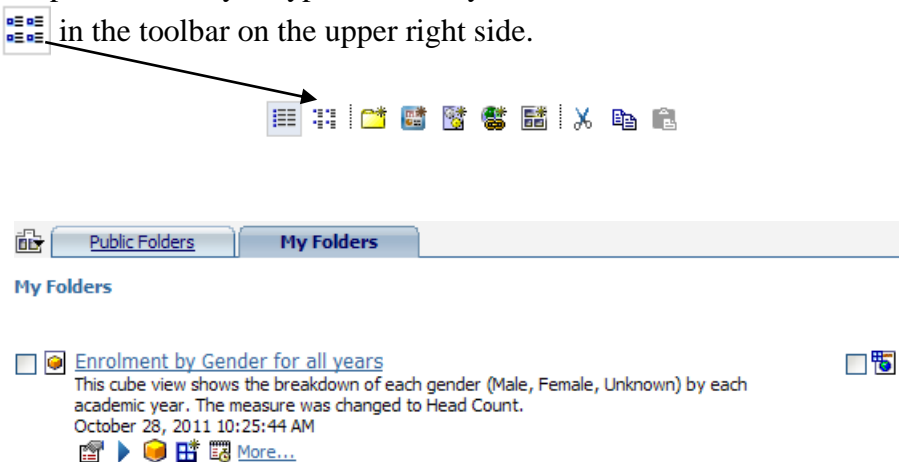 in the toolbar on the upper right side.
Public Folders My Folders
My Folders
Enrolment by Gender for all years
This cube view shows the breakdown of each gender (Male, Female, Unknown) by each
academic year. The measure was changed to Head Count.
October 28, 2011 10:25:44 AM
More...